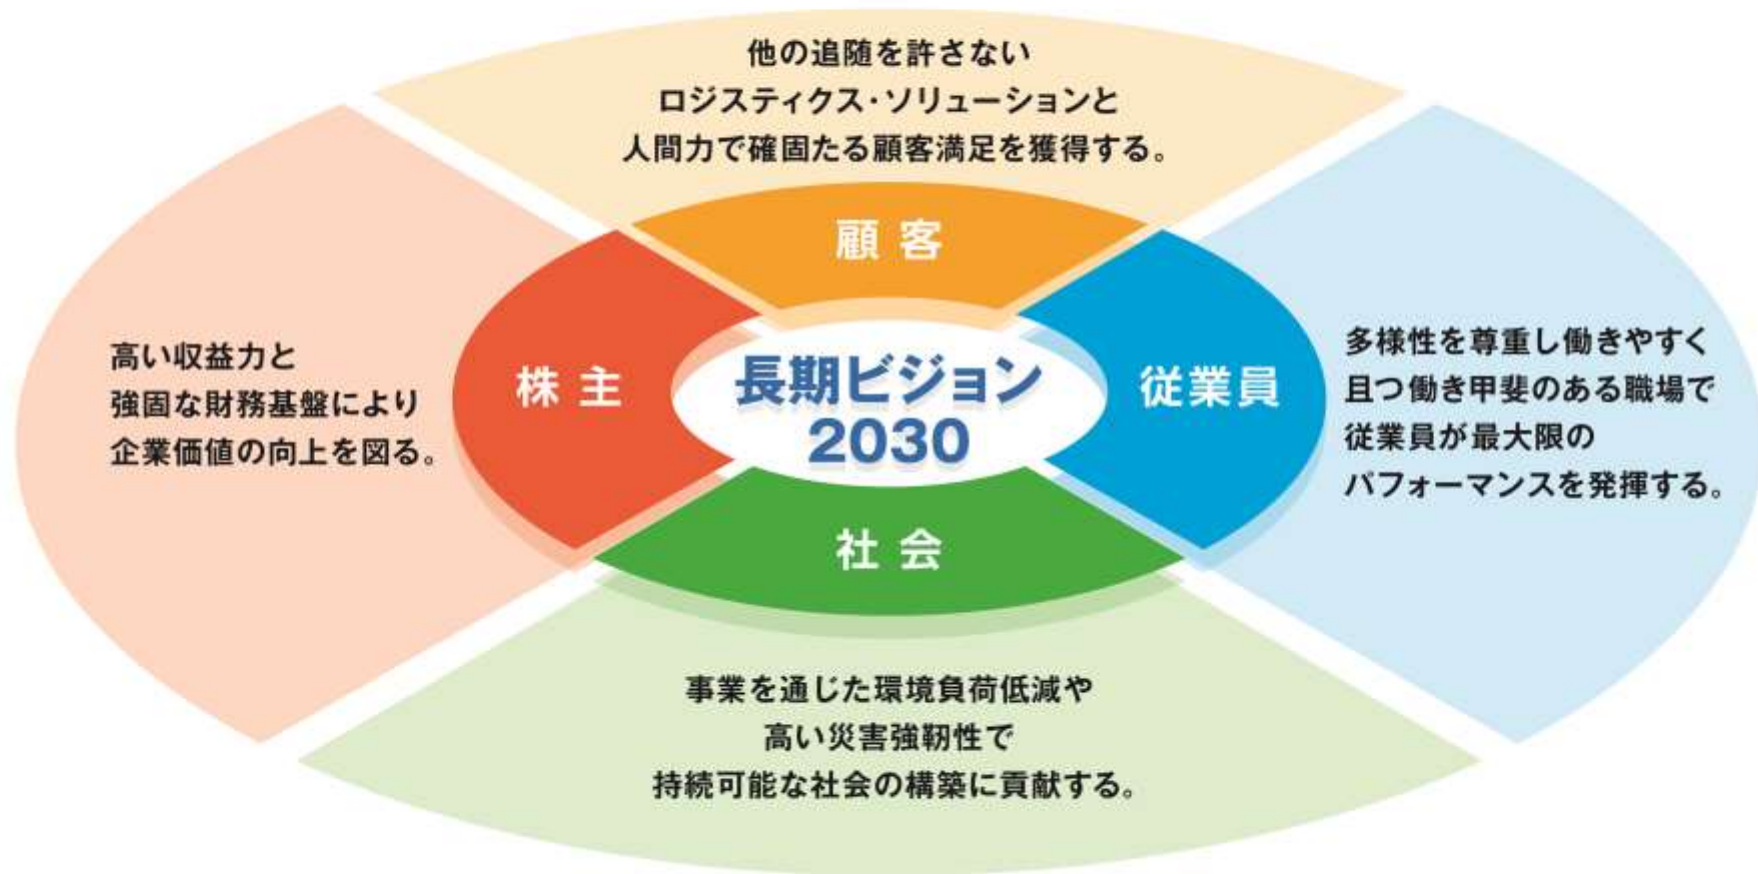 他の追随を許さない
ロジスティクス・ソリューションと
人間力で確固たる顧客満足を獲得する。
顧客
高い収益力と
強固な財務基盤により
企業価値の向上を図る。
株主
長期ビジョン
2030
従業員
多様性を尊重し働きやすく
且つ働き甲斐のある職場で
従業員が最大限の
パフォーマンスを発揮する。
社会
事業を通じた環境負荷低減や
高い災害強靭性で
持続可能な社会の構築に貢献する。